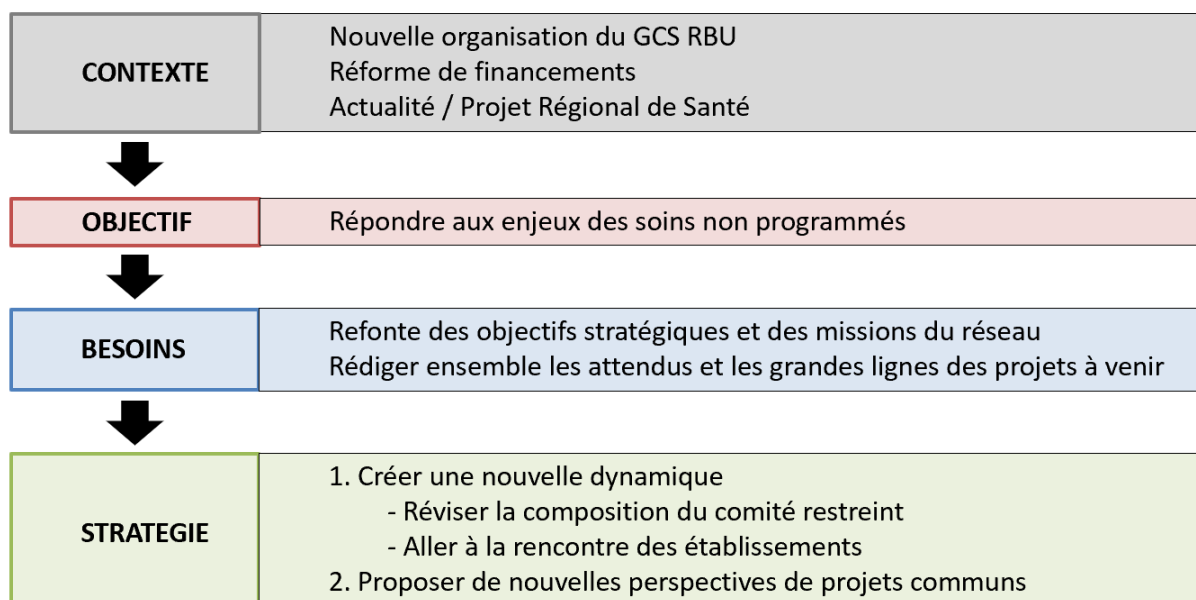 CONTEXTE
Nouvelle organisation du GCS RBU
Réforme de financements
Actualité / Projet Régional de Santé
OBJECTIF
Répondre aux enjeux des soins non programmés
BESOINS
Refonte des objectifs stratégiques et des missions du réseau
Rédiger ensemble les attendus et les grandes lignes des projets à venir
STRATEGIE
1. Créer une nouvelle dynamique
- Réviser la composition du comité restreint
- Aller à la rencontre des établissements
2. Proposer de nouvelles perspectives de projets communs